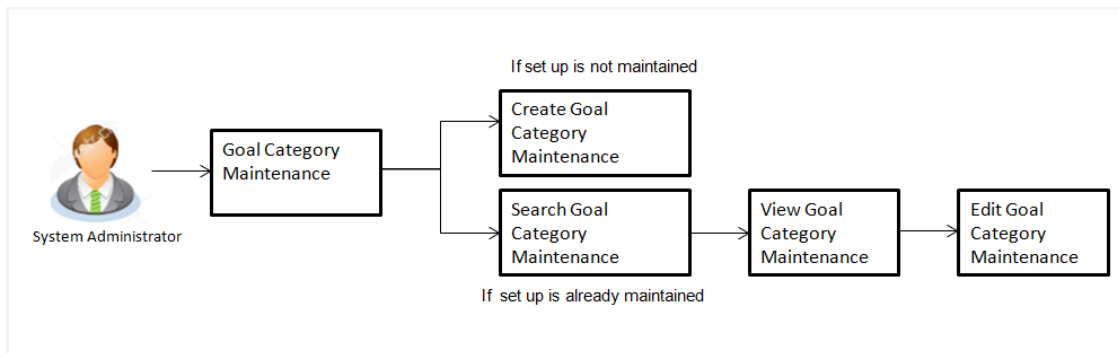 If set up is not maintained
Create Goal
Category
Maintenance
Goal Category
Maintenance
System Administrator
Search Goal
Category
Maintenance
View Goal
Category
Maintenance
Edit Goal
Category
Maintenance
If set up is already maintained